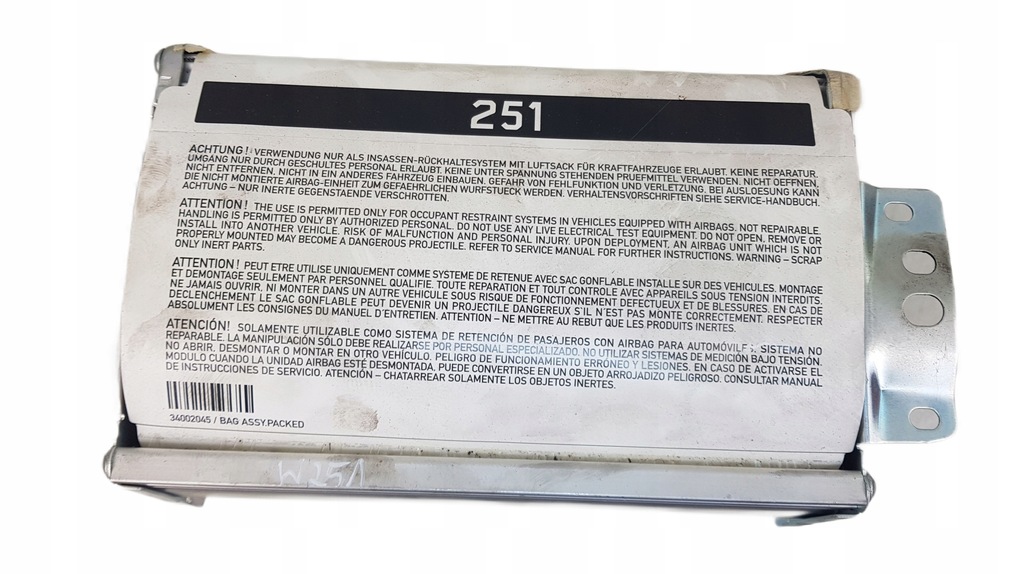 251
ACHTUNG! VERWENDUNG NUR ALS INSASSEN-RÜCKHALTESYSTEM MIT LUFTSACK FÜR KRAFTFAHRZEUGE ERLAUBT. KEINE REPARATUR.
UMGANG NUR DURCH GESCHULTES PERSONAL ERLAUBT. KEINE UNTER SPANNUNG STEHENDEN PRUEFMITTEL VERWENDEN. NICHT OEFFNEN,
NICHT ENTFERNEN, NICHT IN EIN ANDERES FAHRZEUG EINBAUEN. GEFAHR VON FEHLFUNKTION UND VERLETZUNG. BEI AUSLOESUNG KANN
DIE NICHT MONTIERTE AIRBAG-EINHEIT ZUM GEFAEHRLICHEN WURFSTUECK WERDEN. VERHALTENSVORSCHRIFTEN SIEHE SERVICE-HANDBUCH.
ACHTUNG – NUR INERTE GEGENSTAENDE VERSCHROTTEN.
ATTENTION! THE USE IS PERMITTED ONLY FOR OCCUPANT RESTRAINT SYSTEMS IN VEHICLES EQUIPPED WITH AIRBAGS. NOT REPAIRABLE.
HANDLING IS PERMITTED ONLY BY AUTHORIZED PERSONAL. DO NOT USE ANY LIVE ELECTRICAL TEST EQUIPMENT. DO NOT OPEN, REMOVE OR
INSTALL INTO ANOTHER VEHICLE. RISK OF MALFUNCTION AND PERSONAL INJURY. UPON DEPLOYMENT, AN AIRBAG UNIT WHICH IS NOT
PROPERLY MOUNTED MAY BECOME A DANGEROUS PROJECTILE. REFER TO SERVICE MANUAL FOR FURTHER INSTRUCTIONS. WARNING – SCRAP
ONLY INERT PARTS.
ATTENTION! PEUT ETRE UTILISE UNIQUEMENT COMME SYSTEME DE RETENUE AVEC SAC GONFLABLE INSTALLE SUR DES VEHICULES. MONTAGE
ET DEMONTAGE SEULEMENT PAR PERSONNEL QUALIFIE. TOUTE REPARATION ET TOUT CONTROLE AVEC APPAREILS SOUS TENSION INTERDITS.
NE JAMAIS OUVRIR, NI MONTER DANS UN AUTRE VEHICULE SOUS RISQUE DE FONCTIONNEMENT DEFECTUEUX ET DE BLESSURES. EN CAS DE
DECLENCHEMENT LE SAC GONFLABLE PEUT DEVENIR UN PROJECTILE DANGEREUX S'IL N'EST PAS MONTE CORRECTEMENT. RESPECTER
ABSOLUMENT LES CONSIGNES DU MANUEL D'ENTRETIEN. ATTENTION – NE METTRE AU REBUT QUE LES PRODUITS INERTES.
ATENCIÓN! SOLAMENTE UTILIZABLE COMO SISTEMA DE RETENCIÓN DE PASAJEROS CON AIRBAG PARA AUTOMÓVILES. SISTEMA NO
REPARABLE. LA MANIPULACIÓN SÓLO DEBE REALIZARSE POR PERSONAL ESPECIALIZADO. NO UTILIZAR SISTEMAS DE MEDICIÓN BAJO TENSIÓN.
NO ABRIR, DESMONTAR O MONTAR EN OTRO VEHÍCULO. PELIGRO DE FUNCIONAMIENTO ERRÓNEO Y LESIONES. EN CASO DE ACTIVARSE EL
MODULO CUANDO LA UNIDAD AIRBAG ESTÉ DESMONTADA, PUEDE CONVERTIRSE EN UN OBJETO ARROJADIZO PELIGROSO. CONSULTAR MANUAL
DE INSTRUCCIONES DE SERVICIO. ATENCIÓN – CHATARREAR SOLAMENTE LOS OBJETOS INERTES.
34002045 / BAG ASSY.PACKED
W251